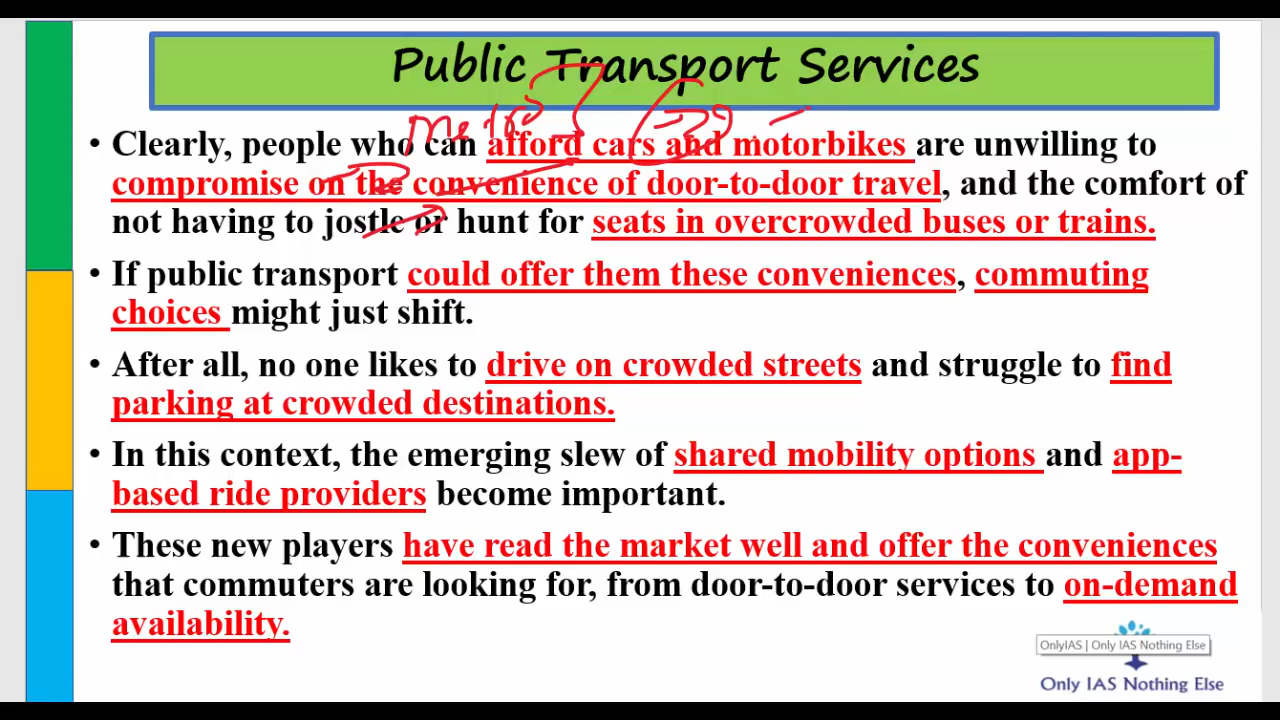 Public Transport Services
• Clearly, people who can afford cars and motorbikes are unwilling to
compromise on the convenience of door-to-door travel, and the comfort of
not having to jostle or hunt for seats in overcrowded buses or trains.
• If public transport could offer them these conveniences, commuting
choices might just shift.
• After all, no one likes to drive on crowded streets and struggle to find
parking at crowded destinations.
• In this context, the emerging slew of shared mobility options and app-
based ride providers become important.
• These new players have read the market well and offer the conveniences
that commuters are looking for, from door-to-door services to on-demand
availability.
OnlyIAS | Only IAS Nothing Else
Only IAS Nothing Else